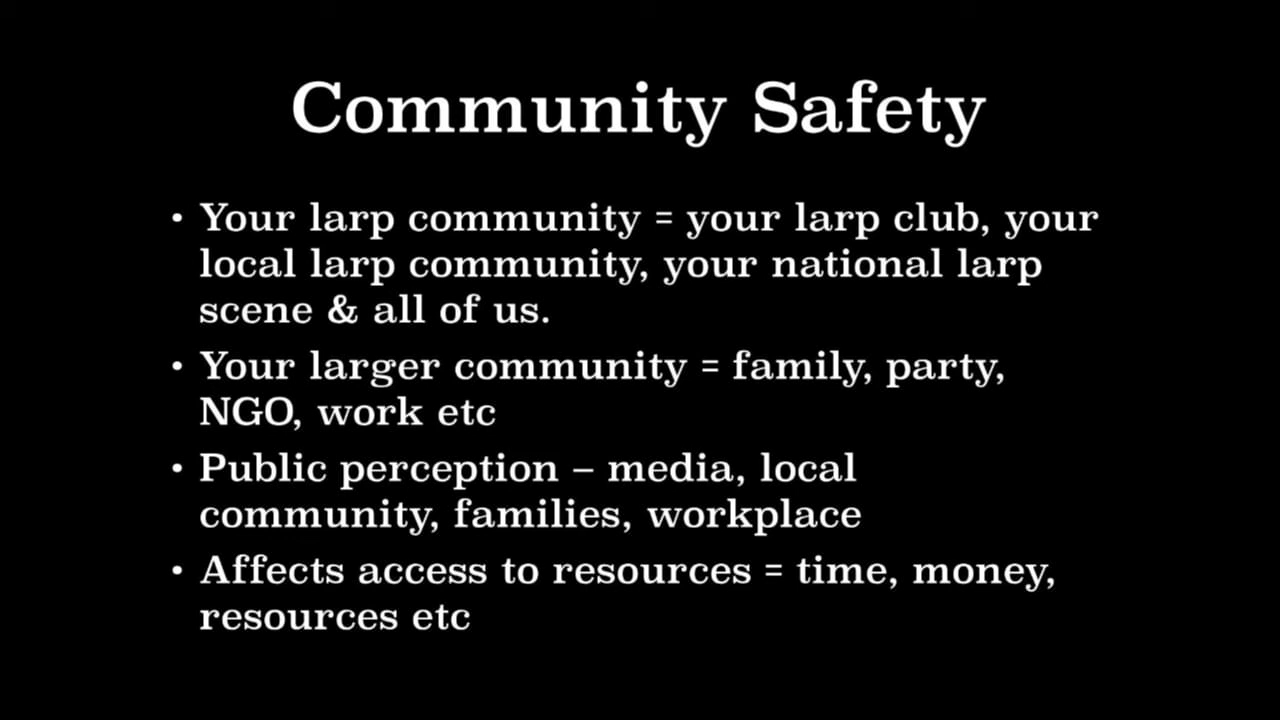 Community Safety
• Your larp community = your larp club, your
local larp community, your national larp
scene & all of us.
• Your larger community = family, party,
NGO, work etc
• Public perception – media, local
community, families, workplace
• Affects access to resources = time, money,
resources etc